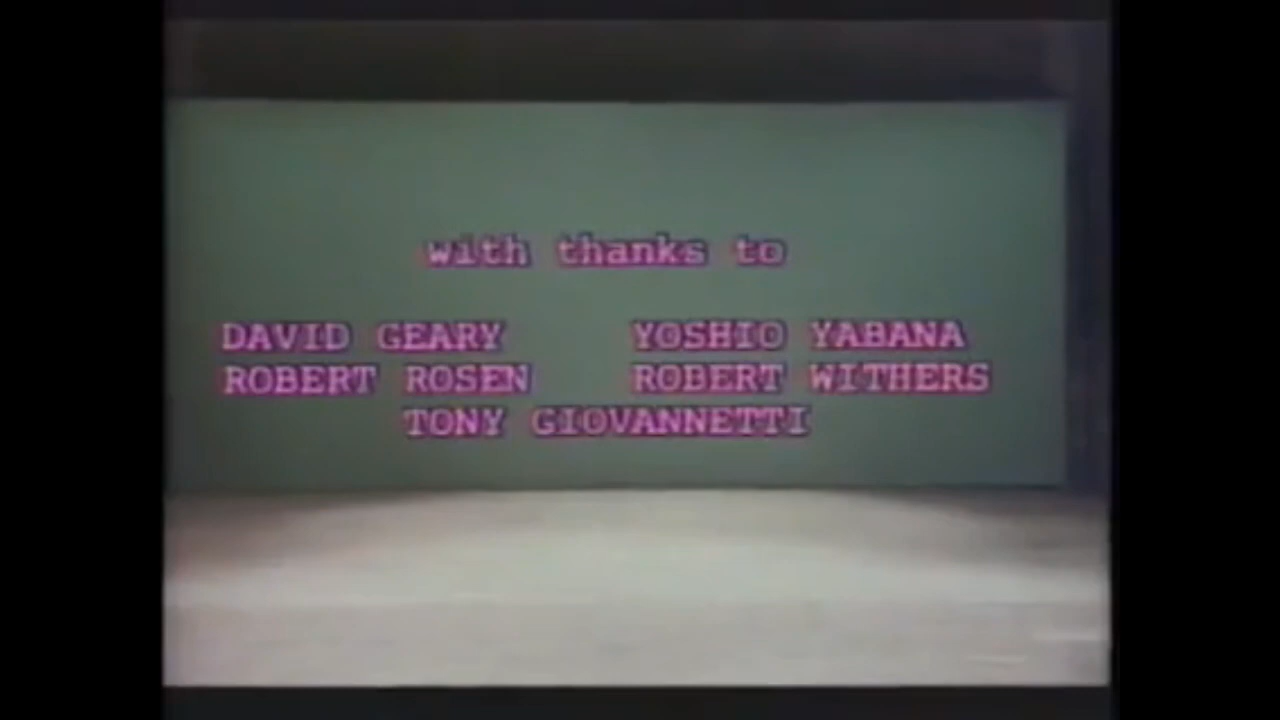 with thanks to
DAVID GEARY YOSHIO YABANA
ROBERT ROSEN ROBERT WITHERS
TONY GIOVANNETTI